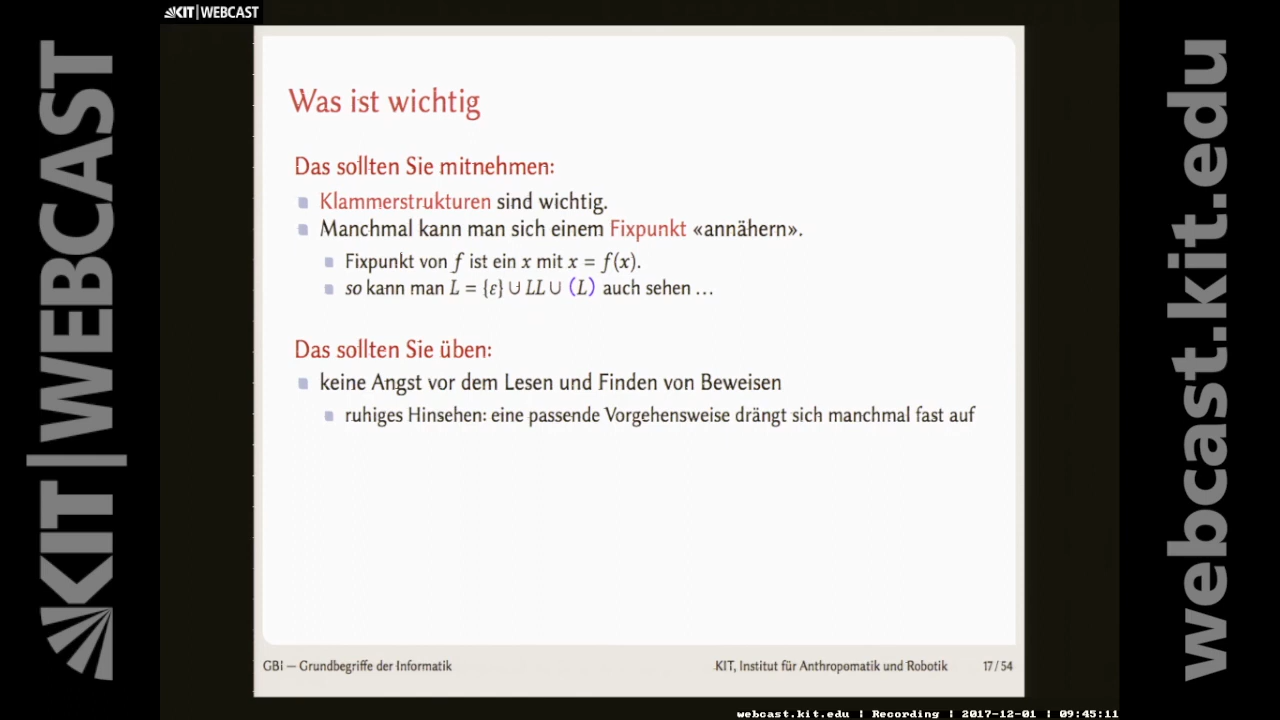 KIT|WEBCAST
KIT|WEBCAST
webcast.kit.edu
Was ist wichtig
Das sollten Sie mitnehmen:
Klammerstrukturen sind wichtig.
Manchmal kann man sich einem Fixpunkt «annähern».
Fixpunkt von f ist ein x mit x = f(x).
so kann man L = {ε} ∪ LL ∪ (L) auch sehen …
Das sollten Sie üben:
keine Angst vor dem Lesen und Finden von Beweisen
ruhiges Hinsehen: eine passende Vorgehensweise drängt sich manchmal fast auf
GBI — Grundbegriffe der Informatik
KIT, Institut für Anthropomatik und Robotik
17 / 54
webcast.kit.edu | Recording | 2017-12-01 | 09:45:11